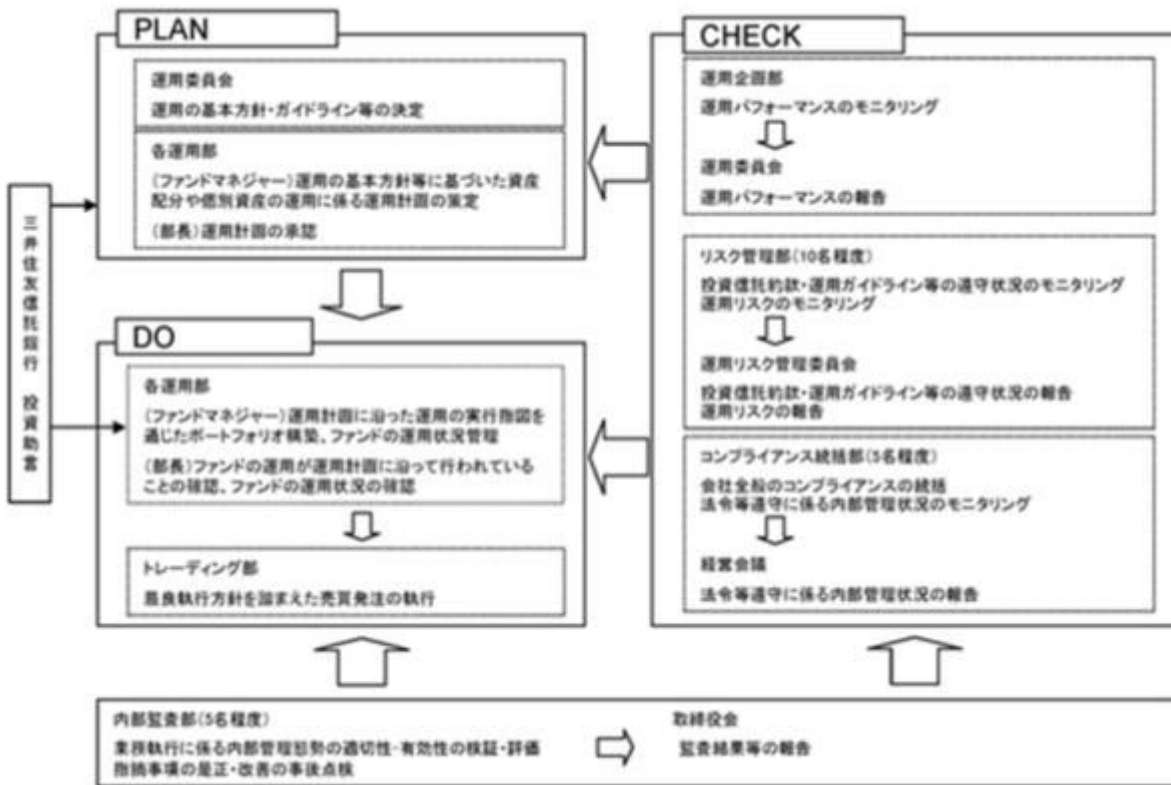 PLAN
運用委員会
運用の基本方針・ガイドライン等の決定
各運用部
(ファンドマネジャー)運用の基本方針等に基づいた資産
配分や個別資産の運用に係る運用計画の策定
(部長)運用計画の承認
三井住友信託銀行 投資助言
DO
各運用部
(ファンドマネジャー)運用計画に沿った運用の実行指図を
通じたポートフォリオ構築、ファンドの運用状況管理
(部長)ファンドの運用が運用計画に沿って行われている
ことの確認、ファンドの運用状況の確認
トレーディング部
最良執行方針を踏まえた売買発注の執行
CHECK
運用企画部
運用パフォーマンスのモニタリング
運用委員会
運用パフォーマンスの報告
リスク管理部(10名程度)
投資信託約款・運用ガイドライン等の遵守状況のモニタリング
運用リスクのモニタリング
運用リスク管理委員会
投資信託約款・運用ガイドライン等の遵守状況の報告
運用リスクの報告
コンプライアンス統括部(5名程度)
会社全般のコンプライアンスの統括
法令等遵守に係る内部管理状況のモニタリング
経営会議
法令等遵守に係る内部管理状況の報告
内部監査部(5名程度)
業務執行に係る内部管理態勢の適切性・有効性の検証・評価
指摘事項の是正・改善の事後点検
取締役会
監査結果等の報告